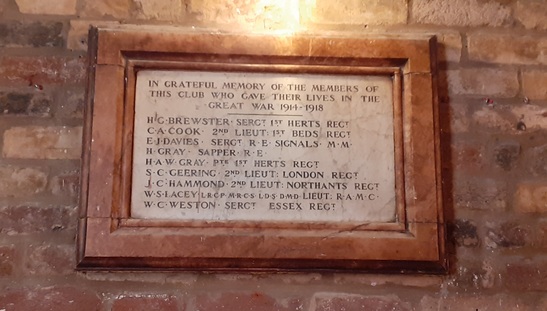 IN GRATEFUL MEMORY OF THE MEMBERS OF
THIS CLUB WHO GAVE THEIR LIVES IN THE
GREAT WAR 1914-1918
H·G·BREWSTER· SERGT 1ST HERTS REGT
C·A·COOK· 2ND LIEUT· 1ST BEDS REGT
E·J·DAVIES· SERGT R·E·SIGNALS· M·M·
H·GRAY· SAPPER· R·E·
H·A·W·GRAY· PTE 1ST HERTS REGT
S·C·GEERING· 2ND LIEUT· LONDON REGT
J·C·HAMMOND· 2ND LIEUT· NORTHANTS REGT
W·S·LACEY· L·R·C·P· M·R·C·S· L·D·S· D·M·D· LIEUT· R·A·M·C·
W·C·WESTON· SERGT ESSEX REGT